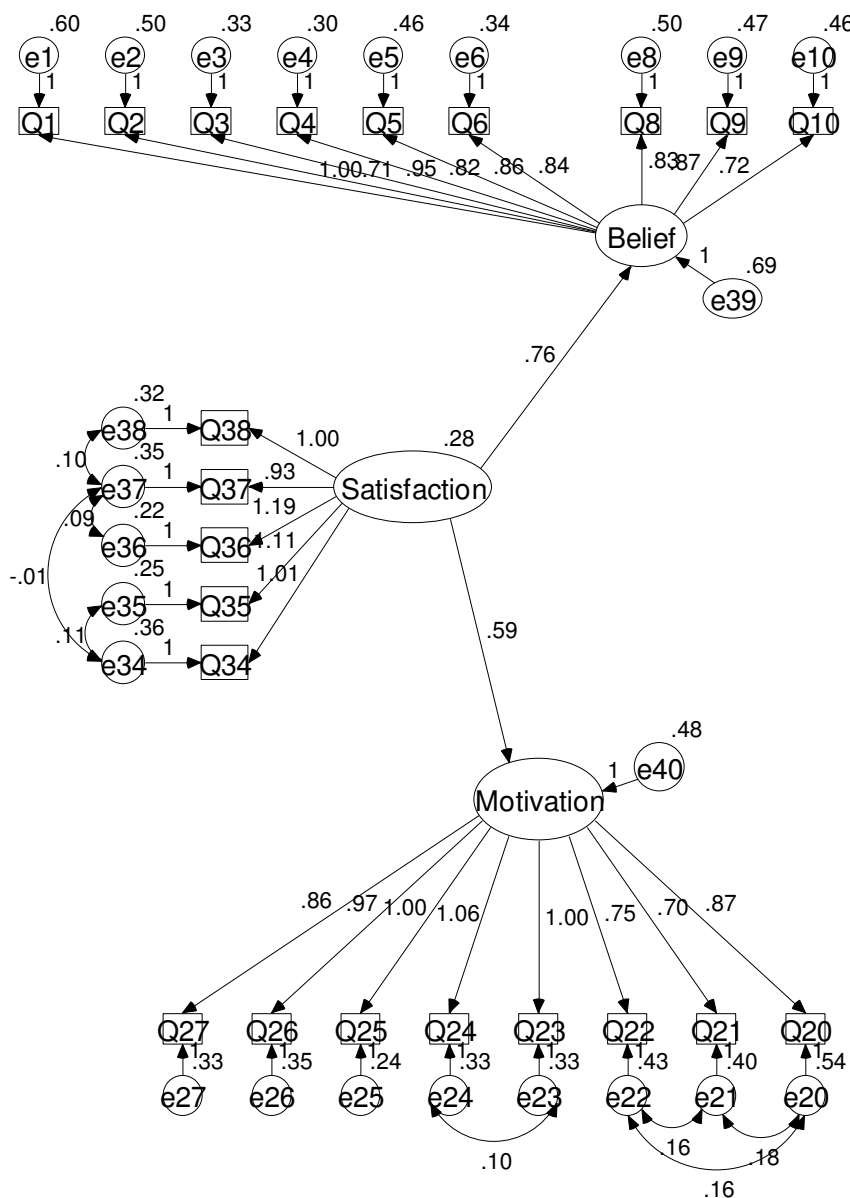 .60 .50 .33 .30 .46 .34 .50 .47 .46
e1 e2 e3 e4 e5 e6 e8 e9 e10
1 1 1 1 1 1 1 1 1
Q1 Q2 Q3 Q4 Q5 Q6 Q8 Q9 Q10
1.00 .71 .95 .82 .86 .84 .83 .87 .72
Belief
1 .69
e39
.76
.32
e38 1 Q38 1.00 .28
.10 .35
e37 1 Q37 .93 Satisfaction
.09 .22 1.19
e36 1 Q36 1.11
-.01 .25 1.01
e35 1 Q35
.11 .36
e34 1 Q34
.59
.48
1 e40
Motivation
.86 .97 1.00 1.06 1.00 .75 .70 .87
Q27 Q26 Q25 Q24 Q23 Q22 Q21 Q20
1 1 1 1 1 1 1 1
.33 .35 .24 .33 .33 .43 .40 .54
e27 e26 e25 e24 e23 e22 e21 e20
.10 .16 .18
.16